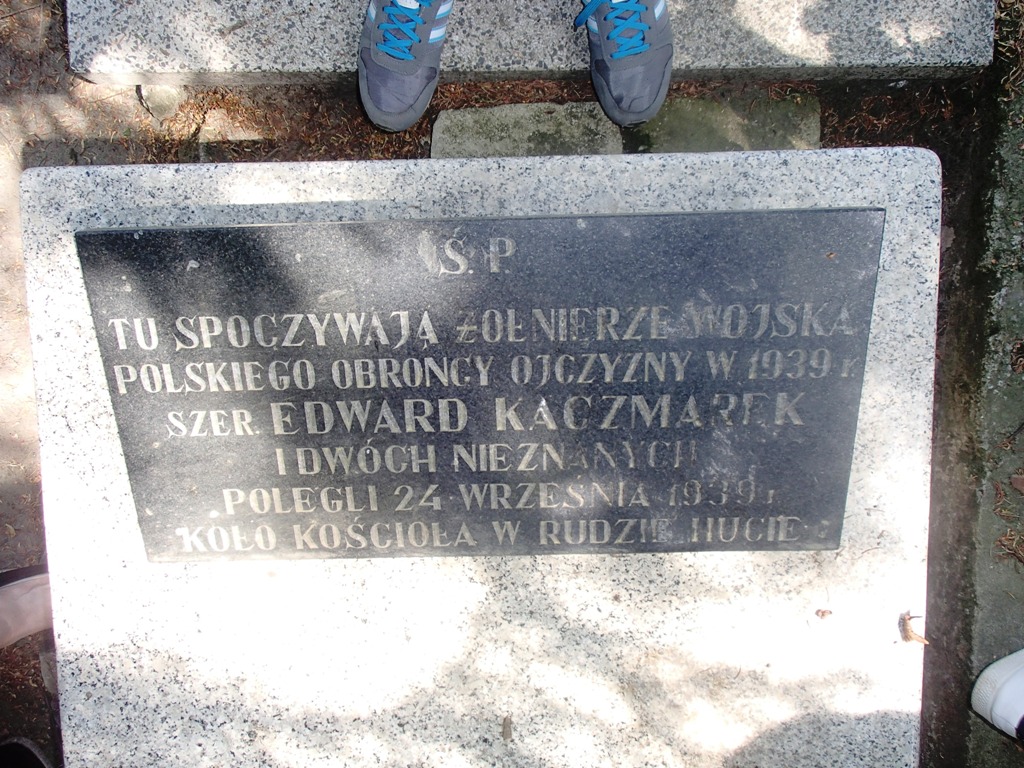 Ś.P.
TU SPOCZYWAJĄ ŻOŁNIERZE WOJSKA
POLSKIEGO OBRONCY OJCZYZNY W 1939 r.
SZER. EDWARD KACZMAREK
I DWÓCH NIEZNANYCH
POLEGLI 24 WRZEŚNIA 1939 r.
KOŁO KOŚCIOŁA W RUDZIE HUCIE